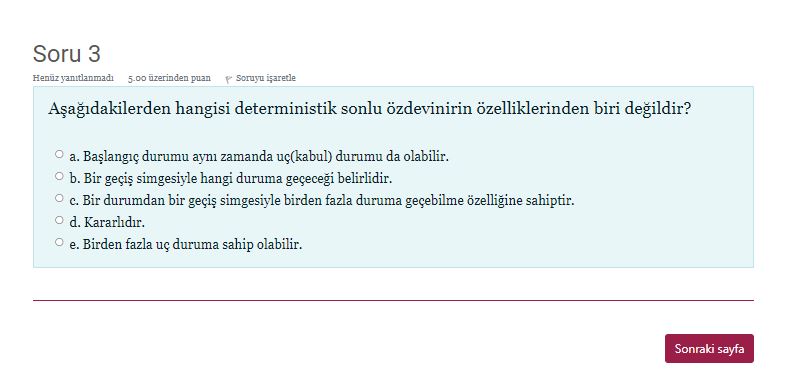 Soru 3
Henüz yanıtlanmadı 5.00 üzerinden puan Soruyu işaretle
Aşağıdakilerden hangisi deterministik sonlu özdevinirin özelliklerinden biri değildir?
a. Başlangıç durumu aynı zamanda uç(kabul) durumu da olabilir.
b. Bir geçiş simgesiyle hangi duruma geçeceği belirlidir.
c. Bir durumdan bir geçiş simgesiyle birden fazla duruma geçebilme özelliğine sahiptir.
d. Kararlıdır.
e. Birden fazla uç duruma sahip olabilir.
Sonraki sayfa